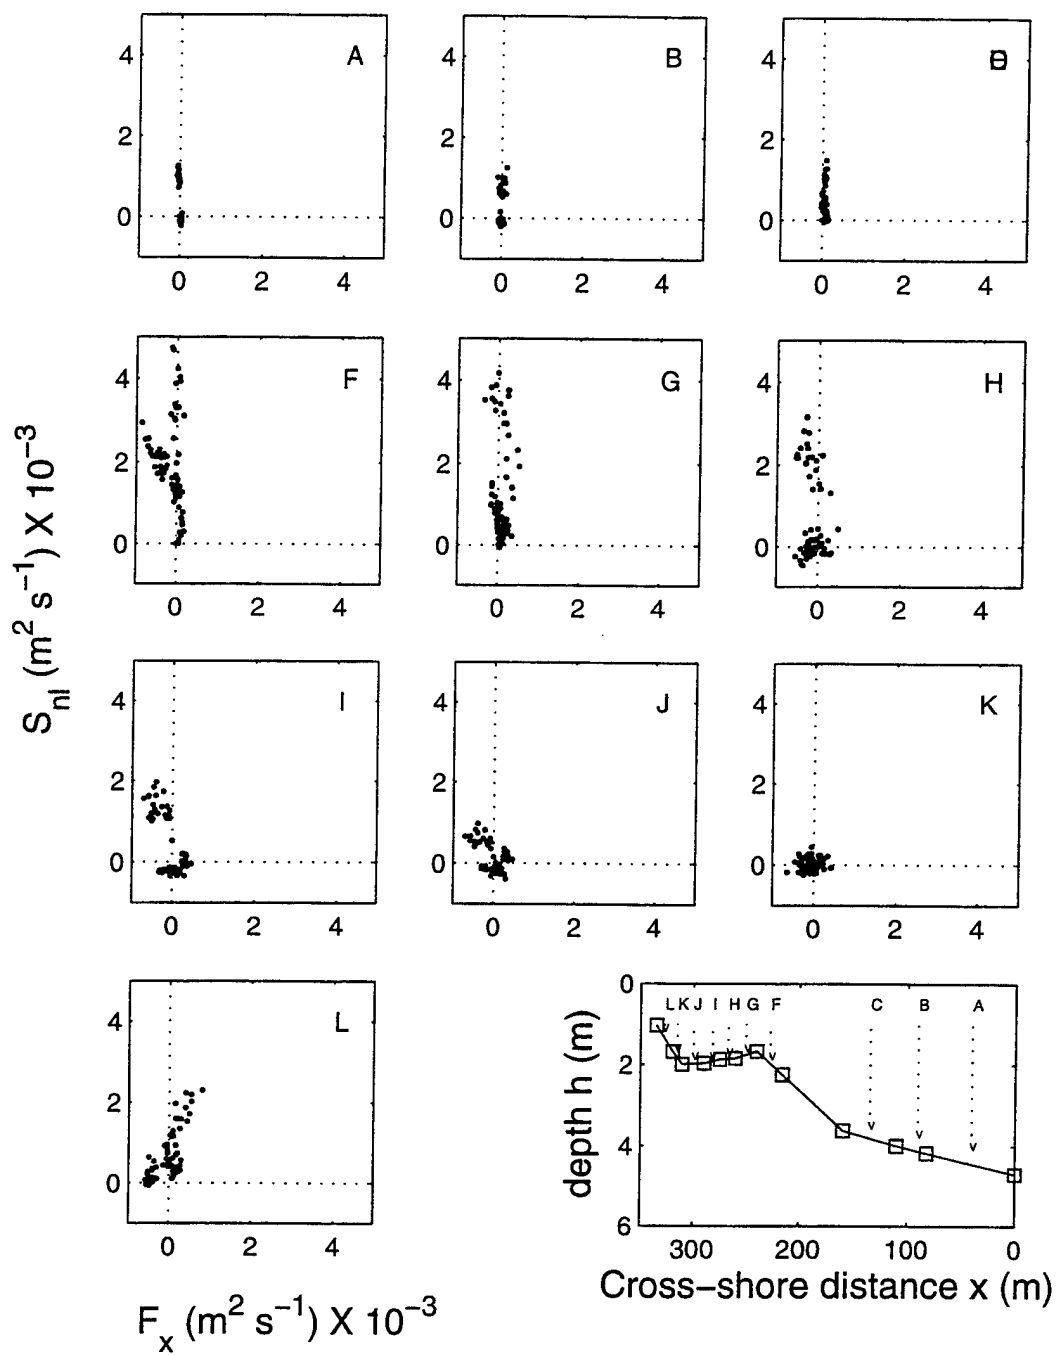 4 A 4 B 4
2 2 2
0 0 0
0 2 4 0 2 4 0 2 4
4 F 4 G 4 H
2 2 2
0 0 0
0 2 4 0 2 4 0 2 4
S_nl (m² s⁻¹) X 10⁻³
4 I 4 J 4 K
2 2 2
0 0 0
0 2 4 0 2 4 0 2 4
4 L
2
0
0 2 4
F_x (m² s⁻¹) X 10⁻³
0
L K J I H G F C B A
2
4
6
depth h (m)
300 200 100 0
Cross−shore distance x (m)